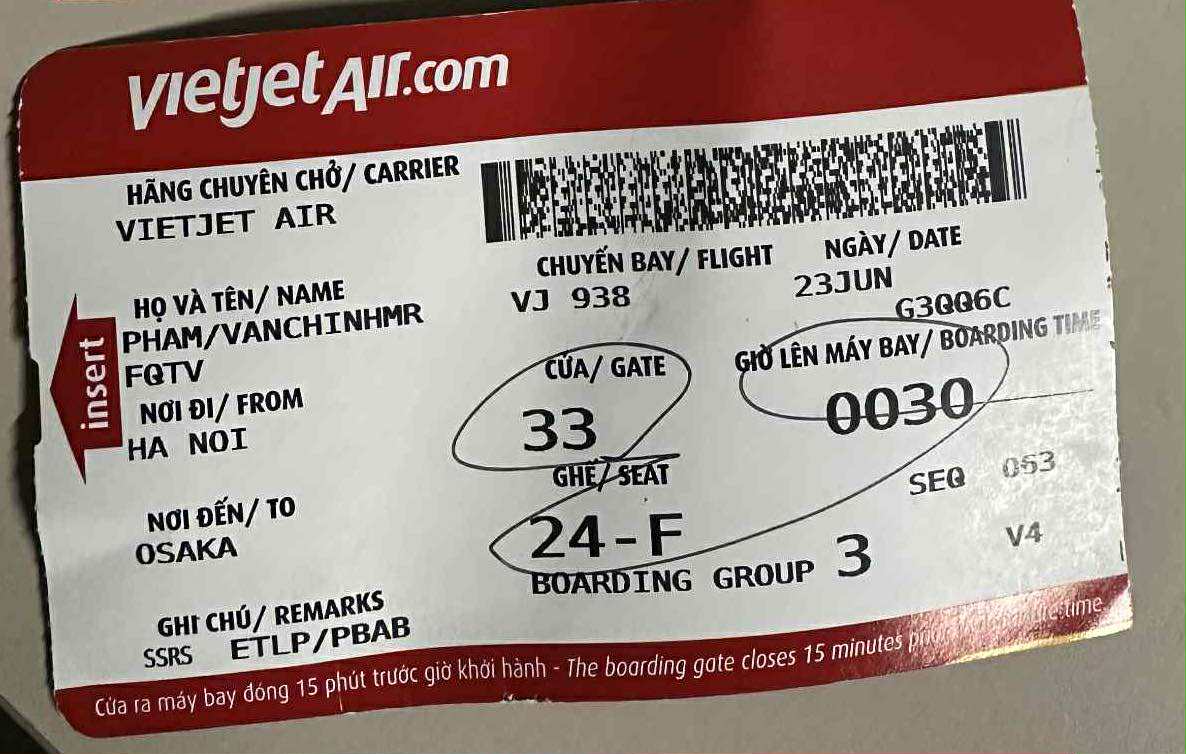 vietjetAir.com
HÃNG CHUYÊN CHỞ/ CARRIER
VIETJET AIR
CHUYẾN BAY/ FLIGHT
NGÀY/ DATE
VJ 938
23JUN
HỌ VÀ TÊN/ NAME
PHAM/VANCHINHMR
FQTV
G3QQ6C
CỬA/ GATE
GIỜ LÊN MÁY BAY/ BOARDING TIME
33
0030
insert
NƠI ĐI/ FROM
HA NOI
GHẾ/ SEAT
SEQ 063
24-F
V4
NƠI ĐẾN/ TO
OSAKA
BOARDING GROUP 3
GHI CHÚ/ REMARKS
SSRS ETLP/PBAB
Cửa ra máy bay đóng 15 phút trước giờ khởi hành - The boarding gate closes 15 minutes time